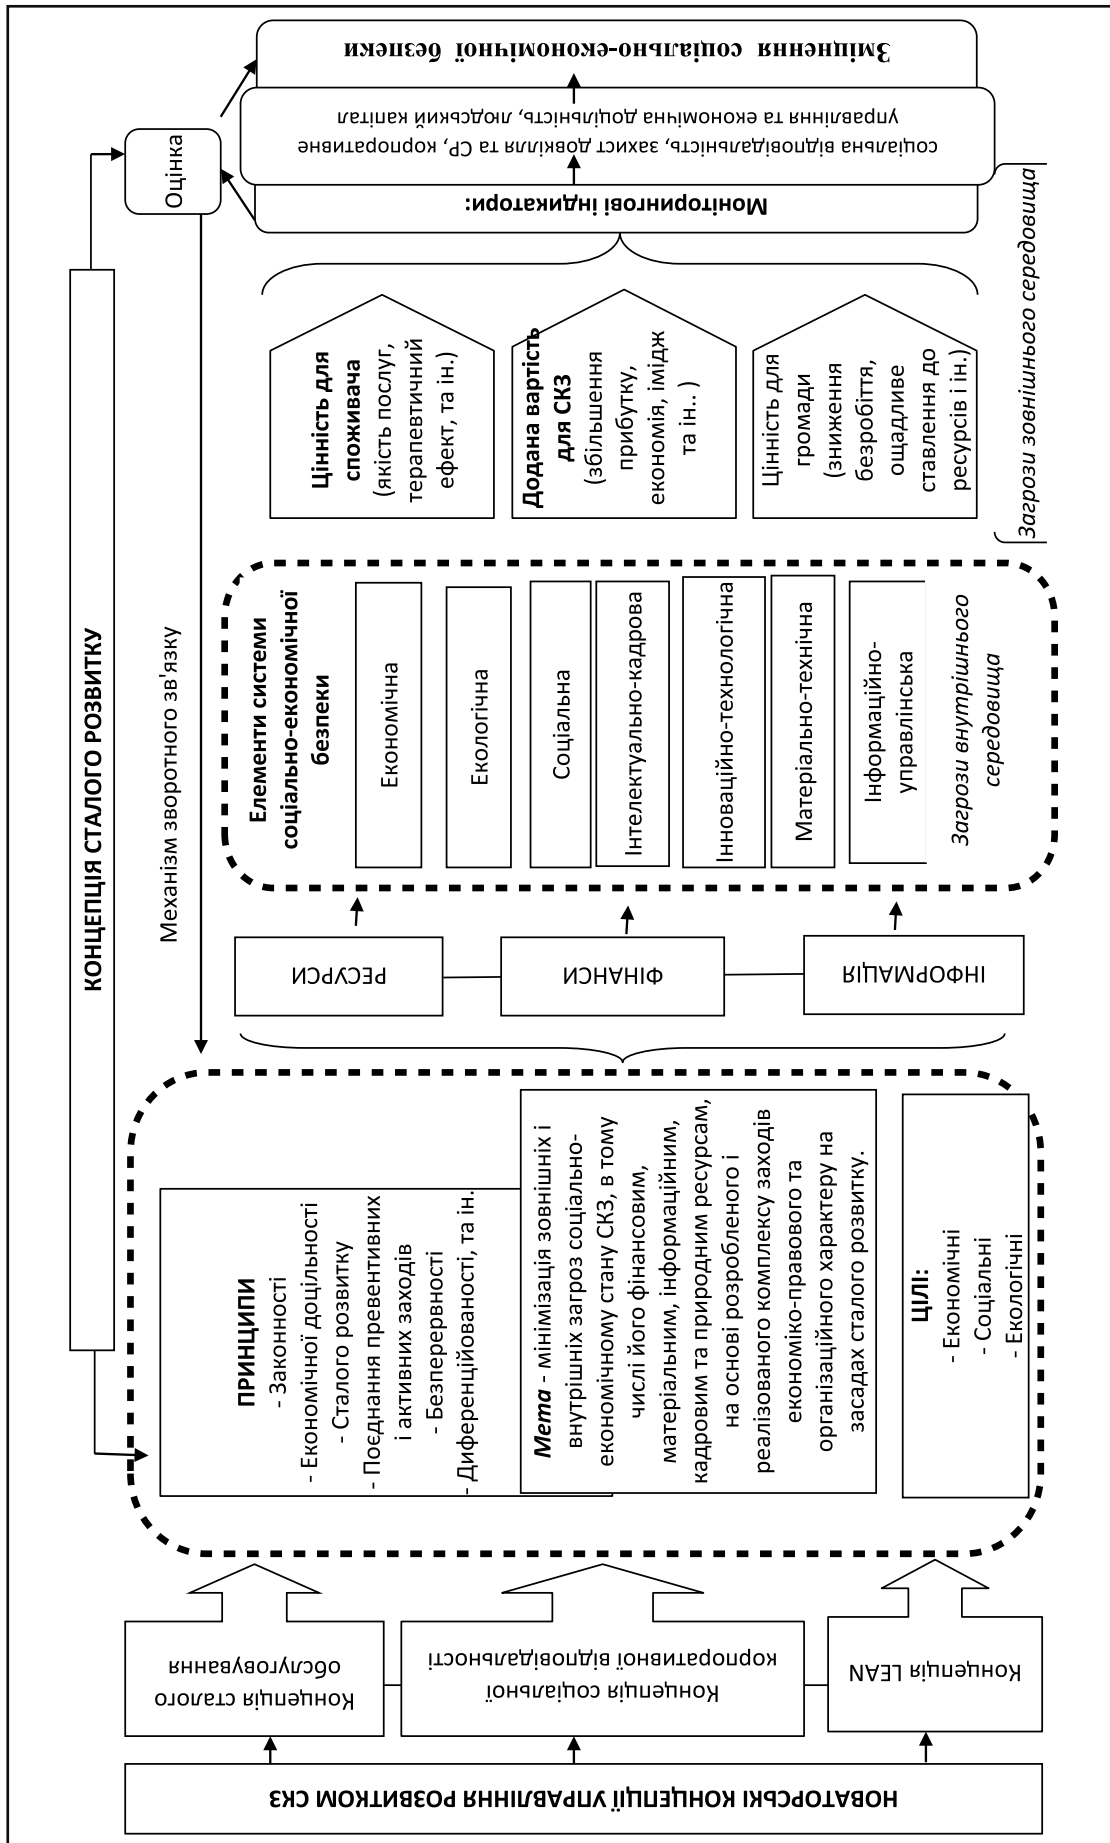 КОНЦЕПЦІЯ СТАЛОГО РОЗВИТКУ
Оцінка
Механізм зворотного зв'язку
НОВАТОРСЬКІ КОНЦЕПЦІЇ УПРАВЛІННЯ РОЗВИТКОМ СКЗ
Концепція сталого
обслуговування
Концепція соціальної
корпоративної відповідальності
Концепція LEAN
ПРИНЦИПИ
- Законності
- Економічної доцільності
- Сталого розвитку
- Поєднання превентивних
і активних заходів
- Безперервності
- Диференційованості, та ін.
Мета - мінімізація зовнішніх і
внутрішніх загроз соціально-
економічному стану СКЗ, в тому
числі його фінансовим,
матеріальним, інформаційним,
кадровим та природним ресурсам,
на основі розробленого і
реалізованого комплексу заходів
економіко-правового та
організаційного характеру на
засадах сталого розвитку.
ЦІЛІ:
- Економічні
- Соціальні
- Екологічні
РЕСУРСИ
ФІНАНСИ
ІНФОРМАЦІЯ
Елементи системи
соціально-економічної
безпеки
Економічна
Екологічна
Соціальна
Інтелектуально-кадрова
Інноваційно-технологічна
Матеріально-технічна
Інформаційно-
управлінська
Загрози внутрішнього
середовища
Цінність для
споживача
(якість послуг,
терапевтичний
ефект, та ін.)
Додана вартість
для СКЗ
(збільшення
прибутку,
економія, імідж
та ін..)
Цінність для
громади
(зниження
безробіття,
ощадливе
ставлення до
ресурсів і ін.)
Загрози зовнішнього середовища
Моніторингові індикатори:
соціальна відповідальність, захист довкілля та СР, корпоративне
управління та економічна доцільність, людський капітал
Зміцнення соціально-економічної безпеки